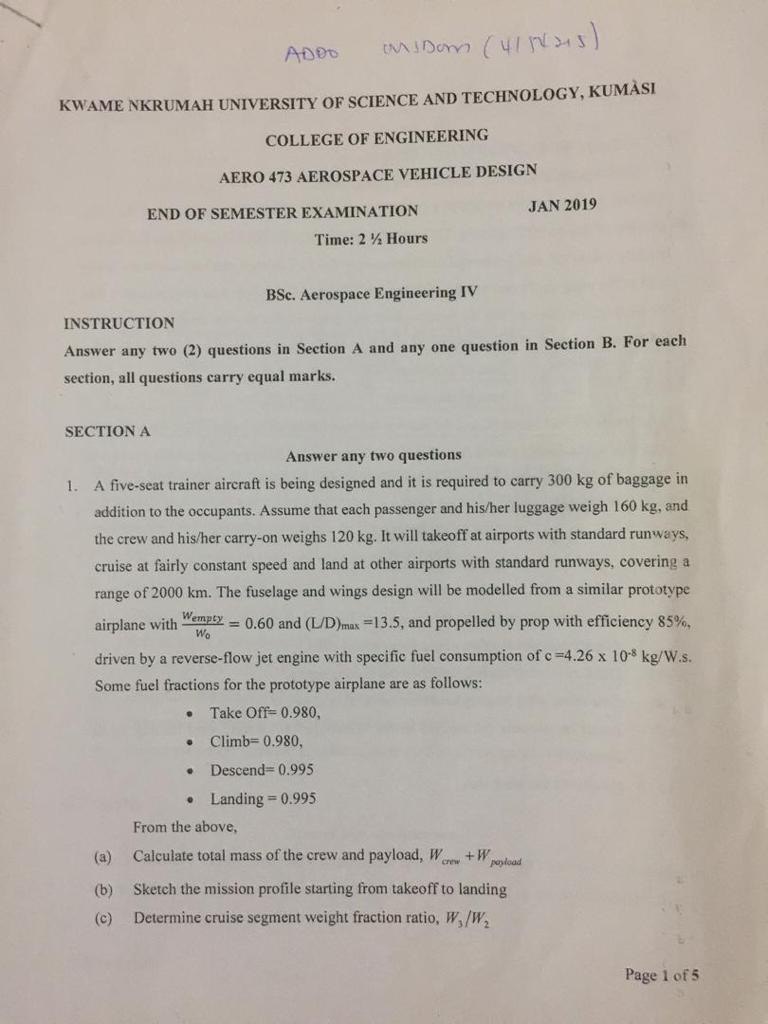 ADDO WISDOM (
KWAME NKRUMAH UNIVERSITY OF SCIENCE AND TECHNOLOGY, KUMASI
COLLEGE OF ENGINEERING
AERO 473 AEROSPACE VEHICLE DESIGN
END OF SEMESTER EXAMINATION JAN 2019
Time: 2 ½ Hours
BSc. Aerospace Engineering IV
INSTRUCTION
Answer any two (2) questions in Section A and any one question in Section B. For each
section, all questions carry equal marks.
SECTION A
Answer any two questions
1. A five-seat trainer aircraft is being designed and it is required to carry 300 kg of baggage in
addition to the occupants. Assume that each passenger and his/her luggage weigh 160 kg, and
the crew and his/her carry-on weighs 120 kg. It will takeoff at airports with standard runways,
cruise at fairly constant speed and land at other airports with standard runways, covering a
range of 2000 km. The fuselage and wings design will be modelled from a similar prototype
airplane with W_empty/W_0 = 0.60 and (L/D)max =13.5, and propelled by prop with efficiency 85%,
driven by a reverse-flow jet engine with specific fuel consumption of c =4.26 x 10⁻⁸ kg/W.s.
Some fuel fractions for the prototype airplane are as follows:
• Take Off= 0.980,
• Climb= 0.980,
• Descend= 0.995
• Landing = 0.995
From the above,
(a) Calculate total mass of the crew and payload, W_crew + W_payload
(b) Sketch the mission profile starting from takeoff to landing
(c) Determine cruise segment weight fraction ratio, W₃/W₂
Page 1 of 5